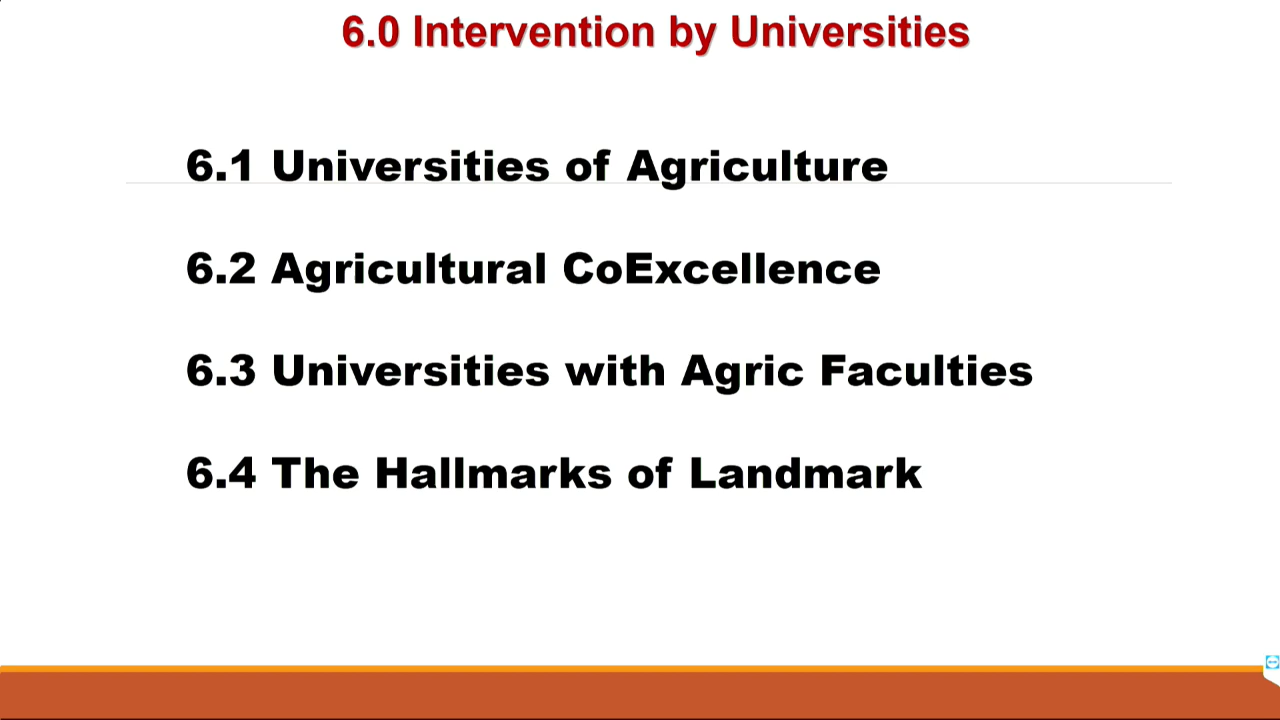 6.0 Intervention by Universities
6.1 Universities of Agriculture
6.2 Agricultural CoExcellence
6.3 Universities with Agric Faculties
6.4 The Hallmarks of Landmark